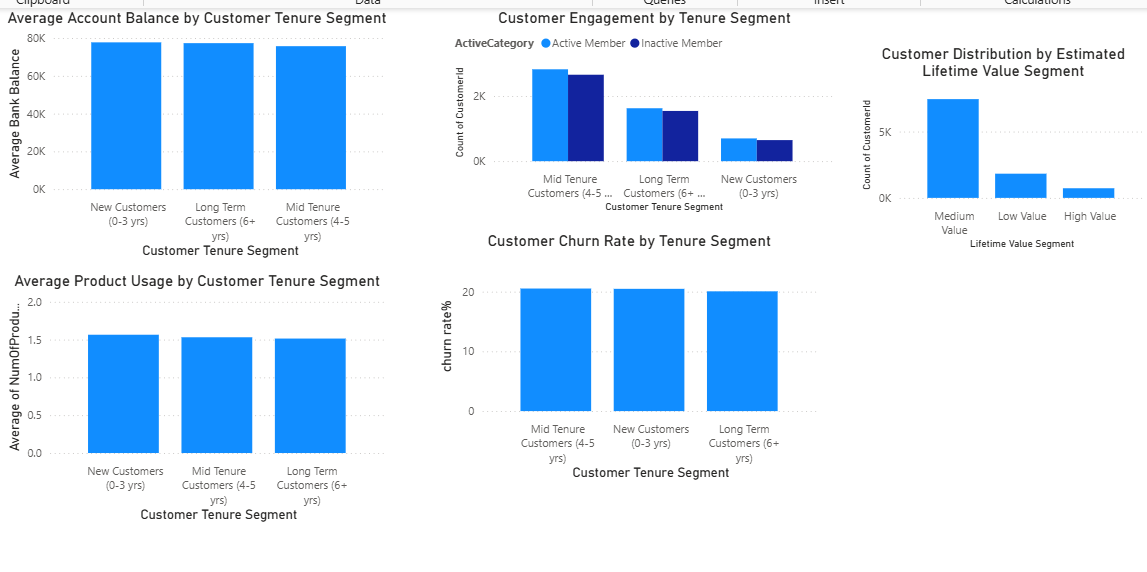 Clipboard
Data
Queries
Insert
Calculations
Average Account Balance by Customer Tenure Segment
Average Bank Balance
80K
60K
40K
20K
0K
New Customers
(0-3 yrs)
Long Term
Customers (6+
yrs)
Mid Tenure
Customers (4-5
yrs)
Customer Tenure Segment
Customer Engagement by Tenure Segment
ActiveCategory Active Member Inactive Member
Count of CustomerId
2K
0K
Mid Tenure
Customers (4-5 ...
Long Term
Customers (6+ ...
New Customers
(0-3 yrs)
Customer Tenure Segment
Customer Distribution by Estimated
Lifetime Value Segment
Count of CustomerId
5K
0K
Medium
Value
Low Value
High Value
Lifetime Value Segment
Average Product Usage by Customer Tenure Segment
Average of NumOfProdu...
2.0
1.5
1.0
0.5
0.0
New Customers
(0-3 yrs)
Mid Tenure
Customers (4-5
yrs)
Long Term
Customers (6+
yrs)
Customer Tenure Segment
Customer Churn Rate by Tenure Segment
churn rate%
20
10
0
Mid Tenure
Customers (4-5
yrs)
New Customers
(0-3 yrs)
Long Term
Customers (6+
yrs)
Customer Tenure Segment